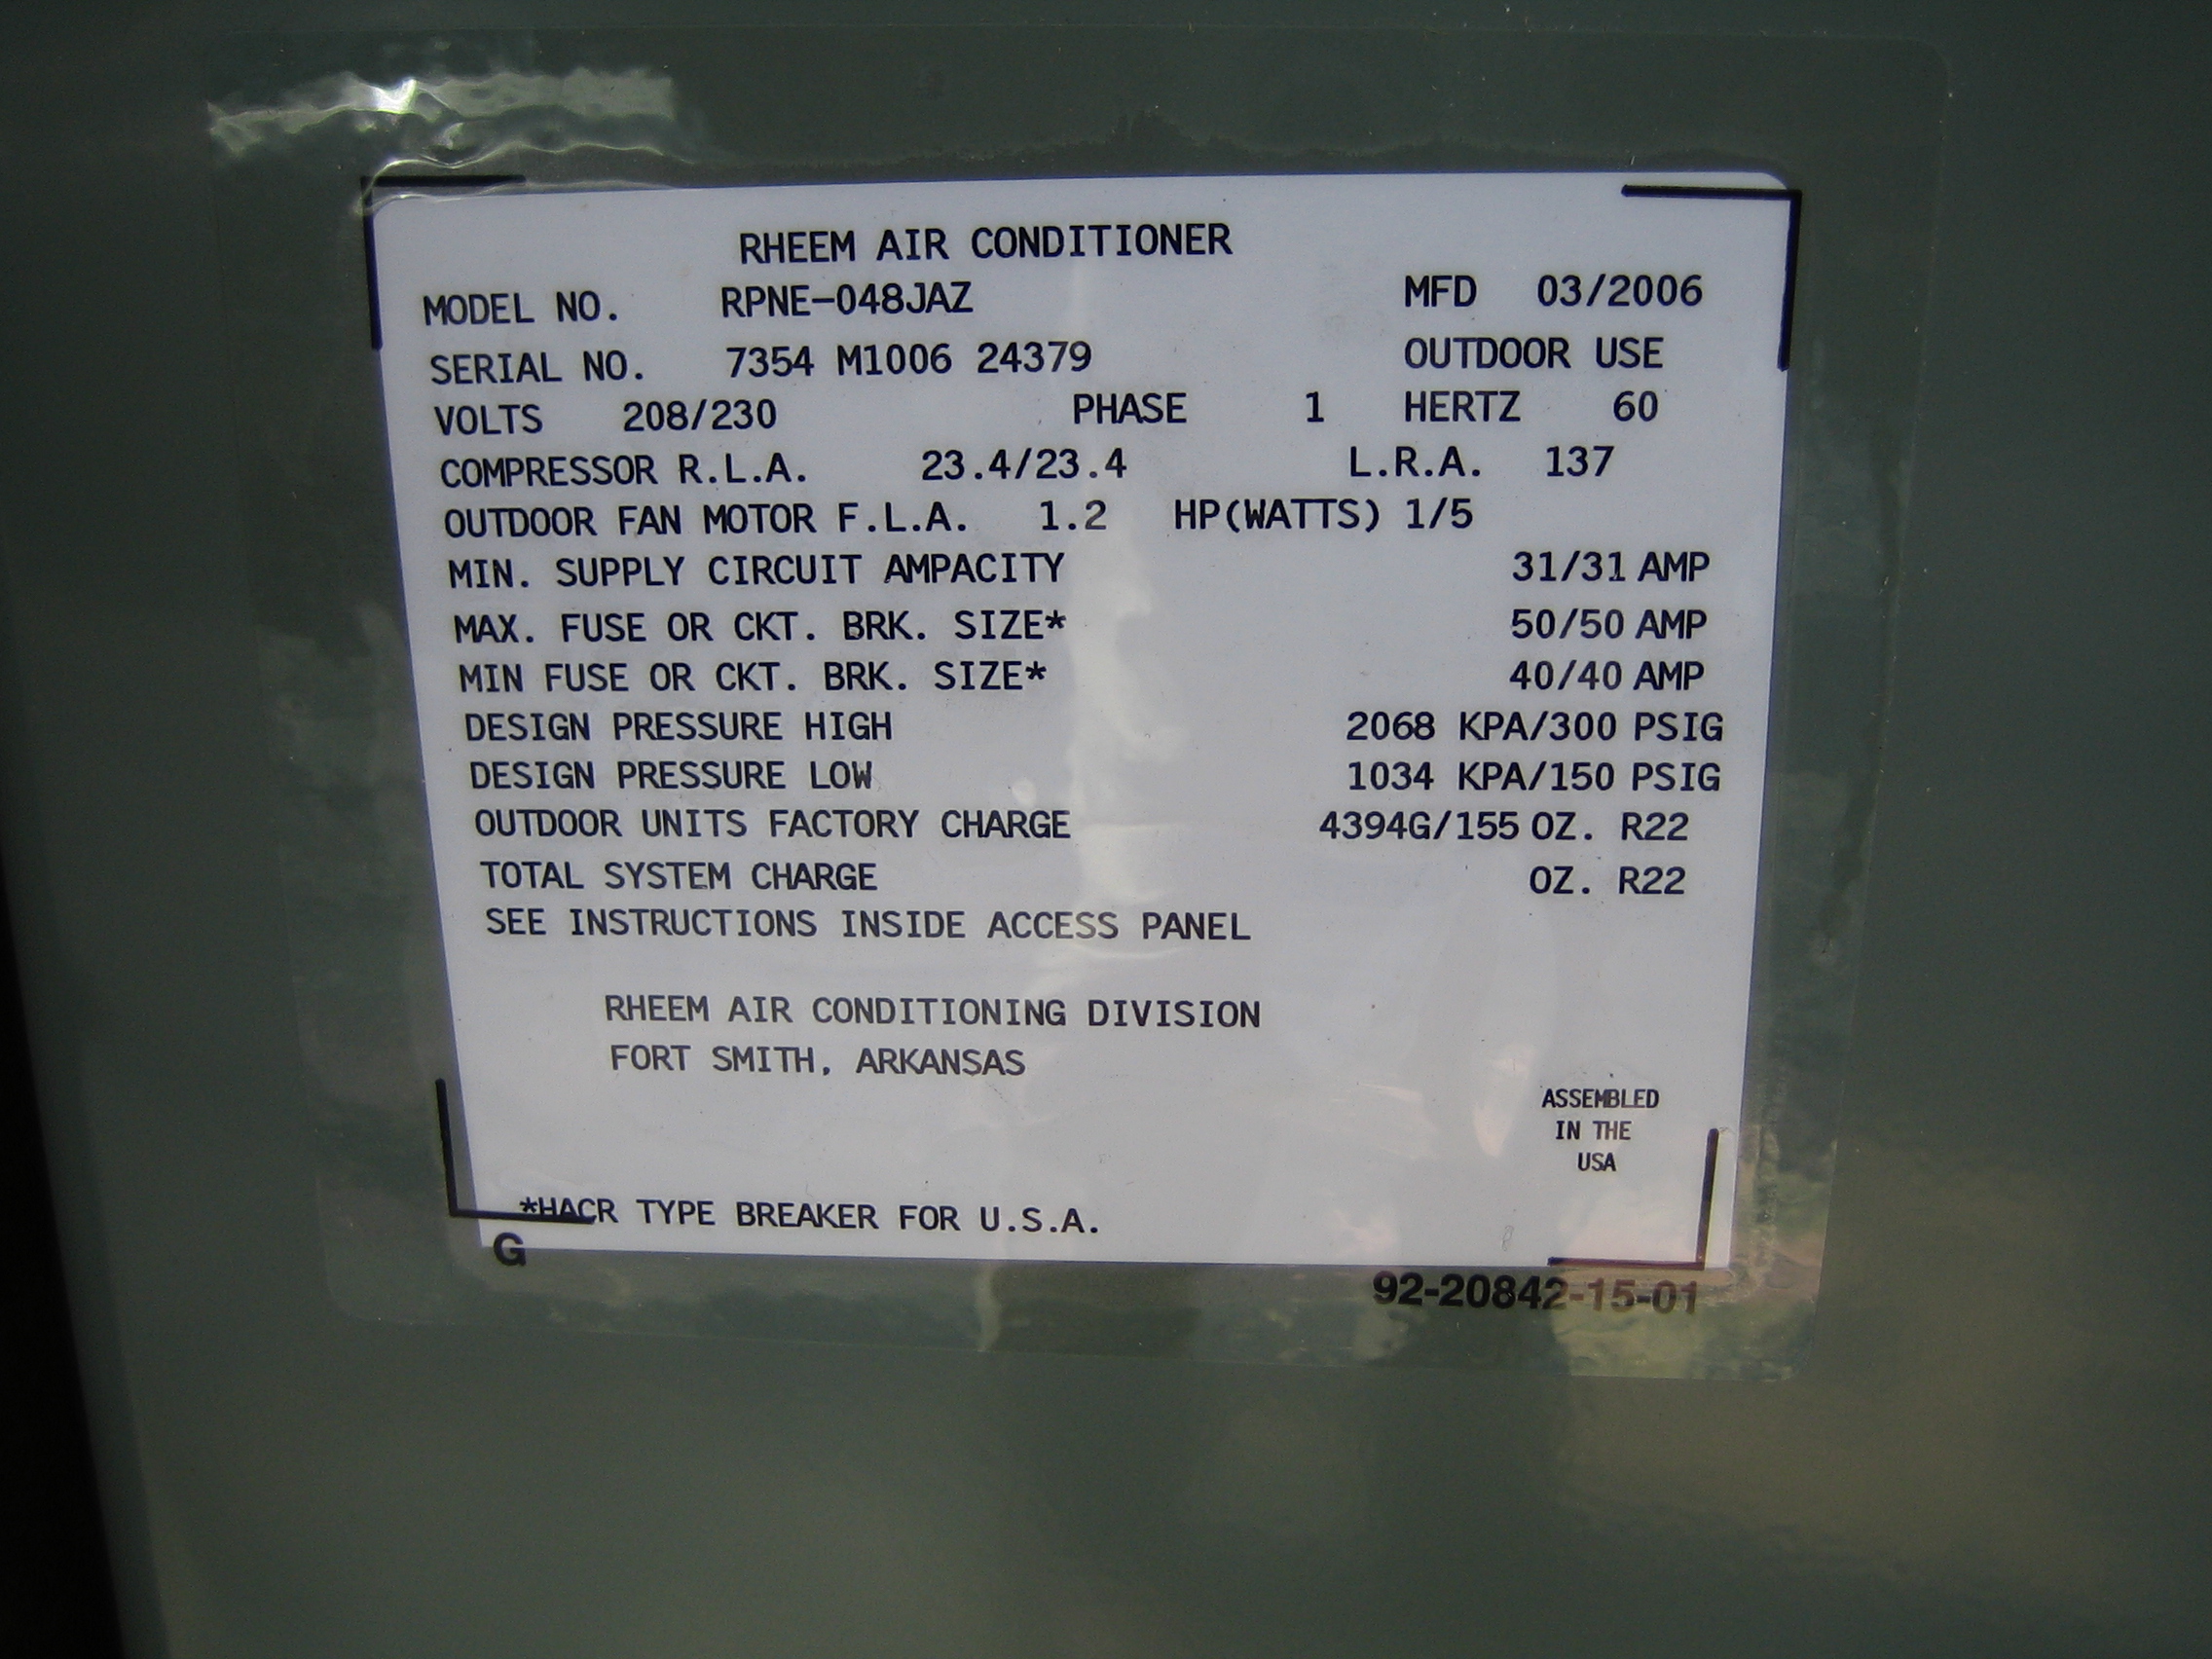 RHEEM AIR CONDITIONER
MODEL NO. RPNE-048JAZ MFD 03/2006
SERIAL NO. 7354 M1006 24379 OUTDOOR USE
VOLTS 208/230 PHASE 1 HERTZ 60
COMPRESSOR R.L.A. 23.4/23.4 L.R.A. 137
OUTDOOR FAN MOTOR F.L.A. 1.2 HP(WATTS) 1/5
MIN. SUPPLY CIRCUIT AMPACITY 31/31 AMP
MAX. FUSE OR CKT. BRK. SIZE* 50/50 AMP
MIN FUSE OR CKT. BRK. SIZE* 40/40 AMP
DESIGN PRESSURE HIGH 2068 KPA/300 PSIG
DESIGN PRESSURE LOW 1034 KPA/150 PSIG
OUTDOOR UNITS FACTORY CHARGE 4394G/155 OZ. R22
TOTAL SYSTEM CHARGE OZ. R22
SEE INSTRUCTIONS INSIDE ACCESS PANEL
RHEEM AIR CONDITIONING DIVISION
FORT SMITH, ARKANSAS
ASSEMBLED
IN THE
USA
*HACR TYPE BREAKER FOR U.S.A.
G
92-20842-15-01